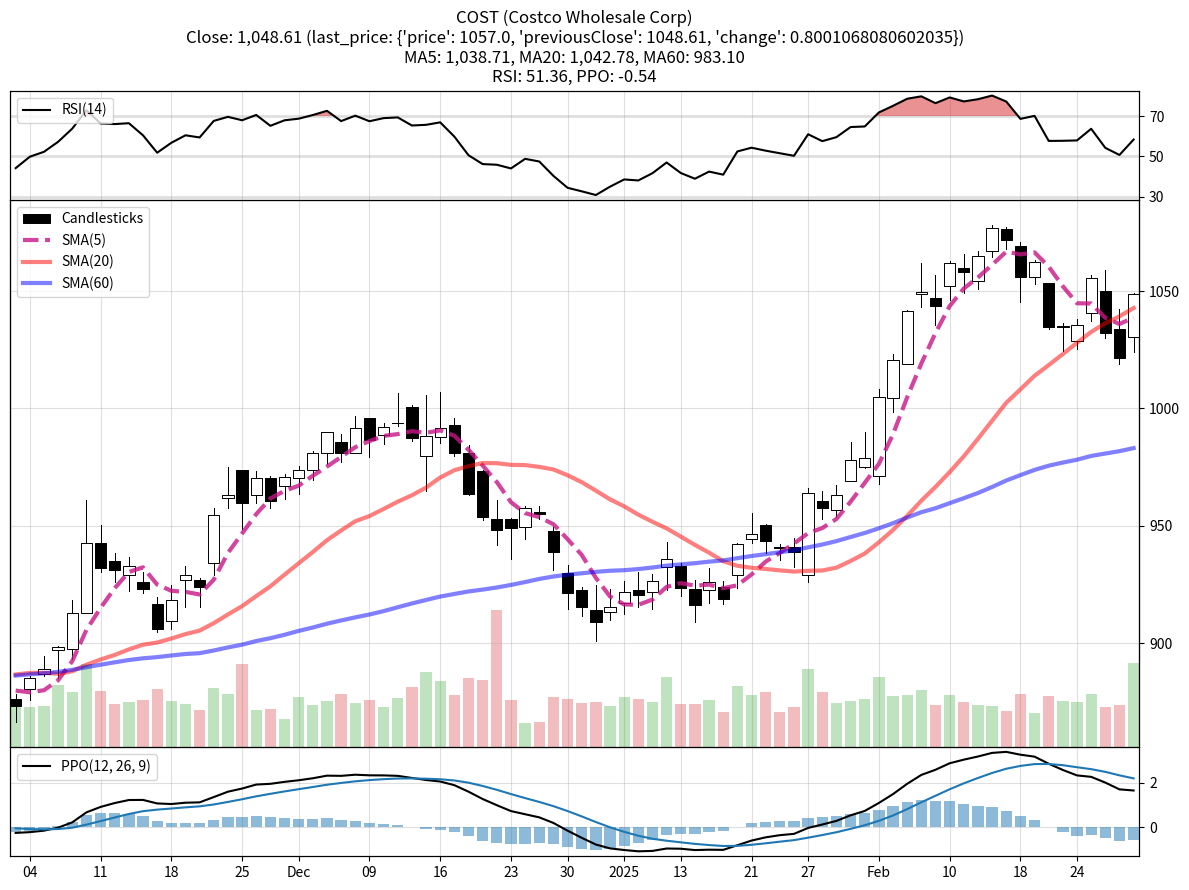 COST (Costco Wholesale Corp)
Close: 1,048.61 (last_price: {'price': 1057.0, 'previousClose': 1048.61, 'change': 0.8001068080602035})
MA5: 1,038.71, MA20: 1,042.78, MA60: 983.10
RSI: 51.36, PPO: -0.54
RSI(14)
70
50
30
Candlesticks
SMA(5)
SMA(20)
SMA(60)
1050
1000
950
900
PPO(12, 26, 9)
2
0
04 11 18 25 Dec 09 16 23 30 2025 13 21 27 Feb 10 18 24